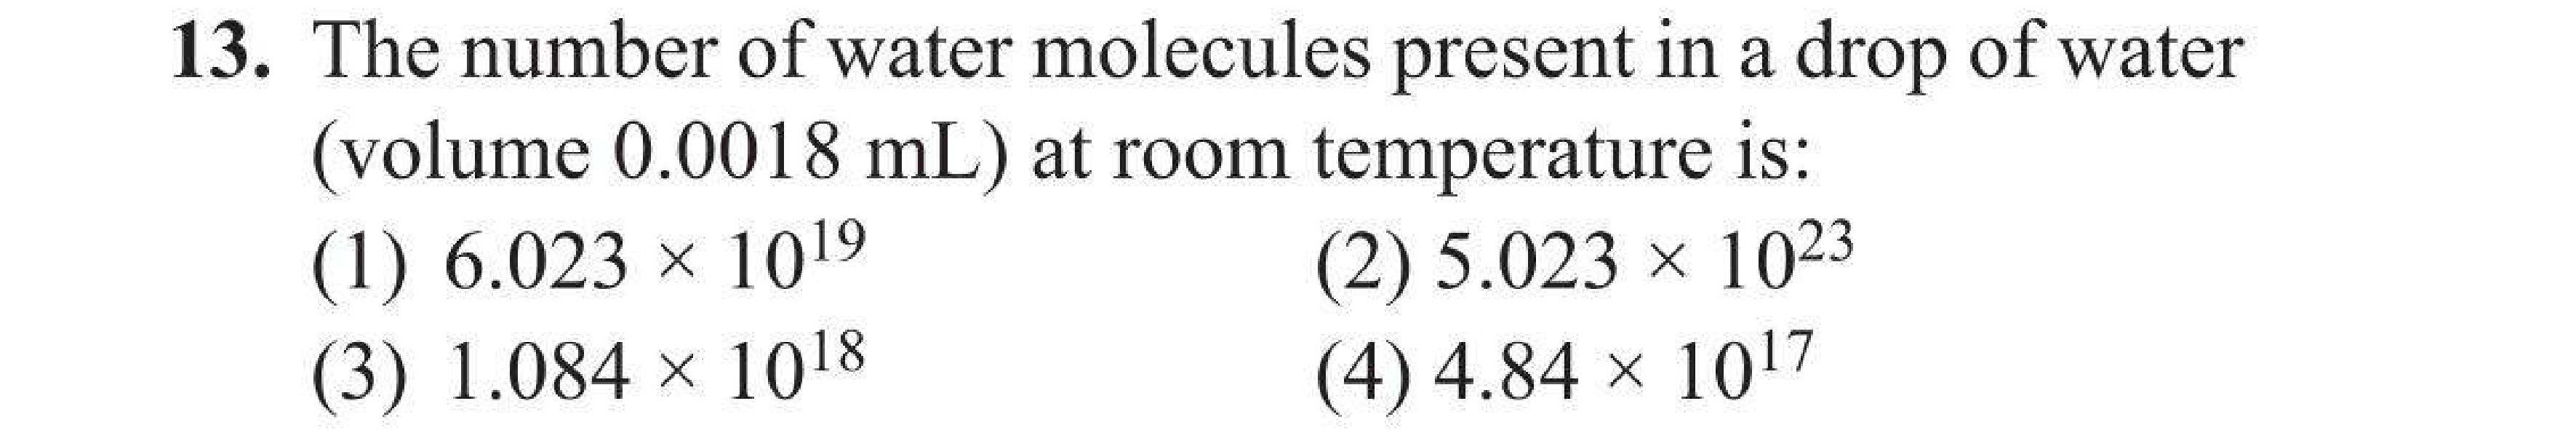 13. The number of water molecules present in a drop of water
(volume 0.0018 mL) at room temperature is:
(1) 6.023 × 10¹⁹ (2) 5.023 × 10²³
(3) 1.084 × 10¹⁸ (4) 4.84 × 10¹⁷